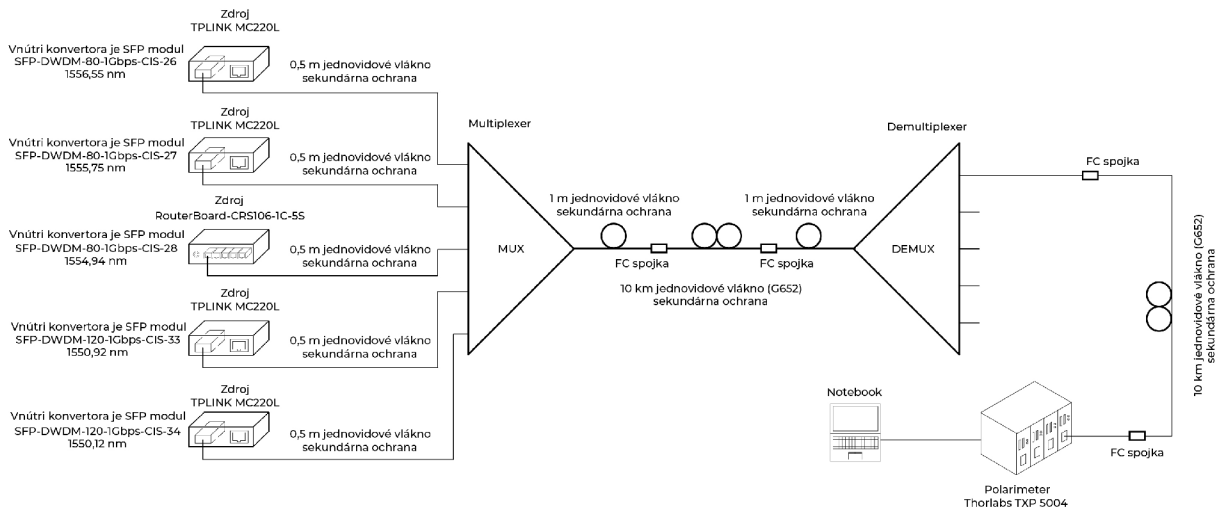 Zdroj
TPLINK MC220L
Vnútri konvertora je SFP modul
SFP-DWDM-80-1Gbps-CIS-26
1556,55 nm
0,5 m jednovidové vlákno
sekundárna ochrana
Zdroj
TPLINK MC220L
Vnútri konvertora je SFP modul
SFP-DWDM-80-1Gbps-CIS-27
1555,75 nm
0,5 m jednovidové vlákno
sekundárna ochrana
Zdroj
RouterBoard-CRS106-1C-5S
Vnútri konvertora je SFP modul
SFP-DWDM-80-1Gbps-CIS-28
1554,94 nm
0,5 m jednovidové vlákno
sekundárna ochrana
Zdroj
TPLINK MC220L
Vnútri konvertora je SFP modul
SFP-DWDM-120-1Gbps-CIS-33
1550,92 nm
0,5 m jednovidové vlákno
sekundárna ochrana
Zdroj
TPLINK MC220L
Vnútri konvertora je SFP modul
SFP-DWDM-120-1Gbps-CIS-34
1550,12 nm
0,5 m jednovidové vlákno
sekundárna ochrana
Multiplexer
MUX
1 m jednovidové vlákno
sekundárna ochrana
FC spojka
10 km jednovidové vlákno (G652)
sekundárna ochrana
1 m jednovidové vlákno
sekundárna ochrana
FC spojka
Demultiplexer
DEMUX
FC spojka
10 km jednovidové vlákno (G652)
sekundárna ochrana
FC spojka
Notebook
Polarimeter
Thorlabs TXP 5004